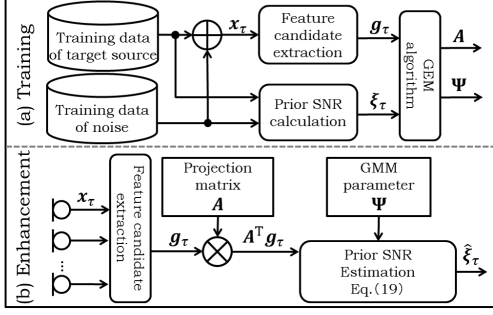 (a) Training
Training data
of target source
Training data
of noise
x_τ
Feature
candidate
extraction
g_τ
Prior SNR
calculation
ξ_τ
GEM
algorithm
A
Ψ
(b) Enhancement
x_τ
...
Feature candidate
extraction
g_τ
Projection
matrix
A
A^T g_τ
GMM
parameter
Ψ
Prior SNR
Estimation
Eq.(19)
ξ̂_τ